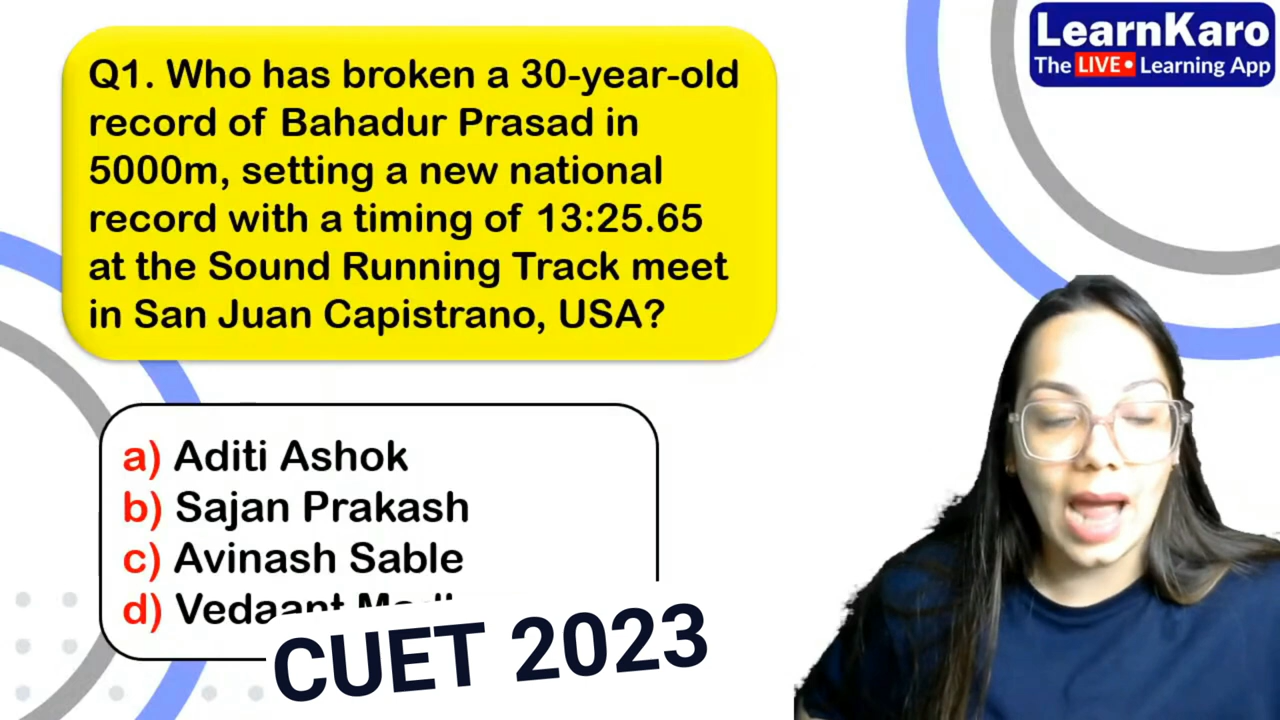 LearnKaro
The LIVE • Learning App
Q1. Who has broken a 30-year-old
record of Bahadur Prasad in
5000m, setting a new national
record with a timing of 13:25.65
at the Sound Running Track meet
in San Juan Capistrano, USA?
a) Aditi Ashok
b) Sajan Prakash
c) Avinash Sable
d) Vedaant
CUET 2023